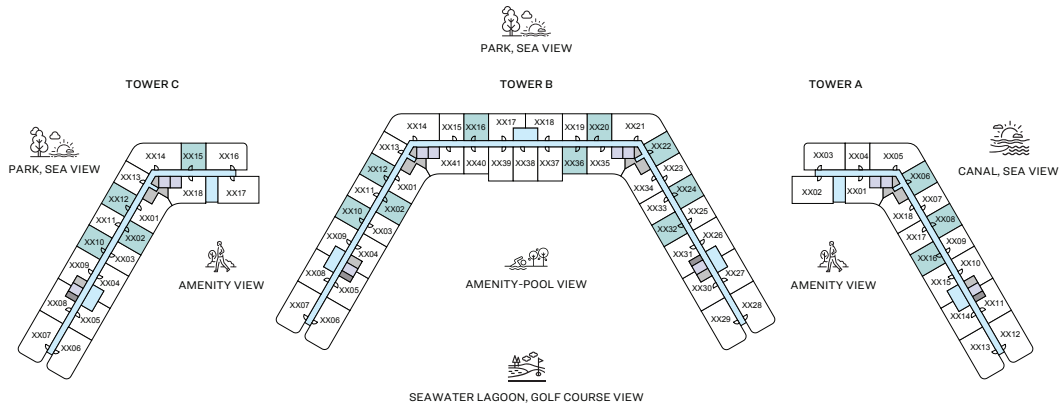 PARK, SEA VIEW
TOWER C
TOWER B
TOWER A
PARK, SEA VIEW
CANAL, SEA VIEW
XX14
XX15
XX16
XX13
XX12
XX11
XX10
XX09
XX08
XX07
XX06
XX05
XX04
XX03
XX02
XX01
XX18
XX17
AMENITY VIEW
XX14
XX15
XX16
XX17
XX18
XX19
XX20
XX21
XX13
XX12
XX11
XX10
XX09
XX08
XX07
XX06
XX05
XX04
XX03
XX02
XX01
XX41
XX40
XX39
XX38
XX37
XX36
XX35
XX22
XX23
XX24
XX25
XX26
XX27
XX28
XX29
XX30
XX31
XX32
XX33
XX34
AMENITY-POOL VIEW
XX03
XX04
XX05
XX02
XX01
XX06
XX07
XX08
XX09
XX10
XX11
XX12
XX13
XX14
XX15
XX16
XX17
XX18
AMENITY VIEW
SEAWATER LAGOON, GOLF COURSE VIEW